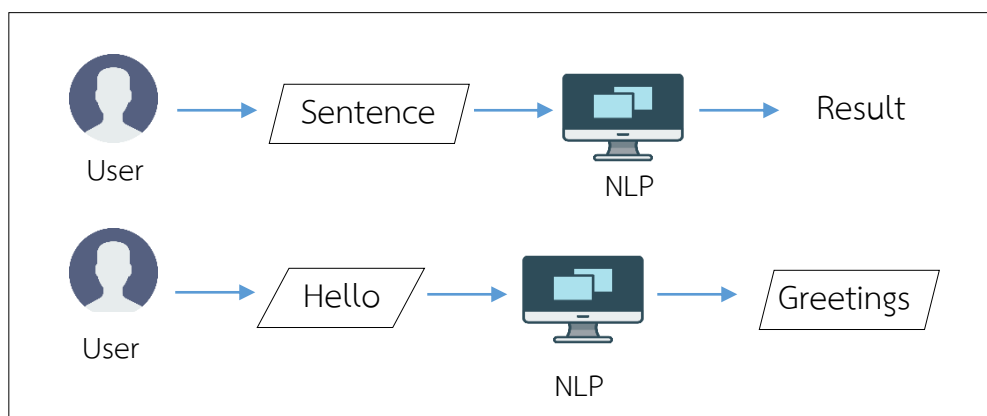 User
Sentence
NLP
Result
User
Hello
NLP
Greetings